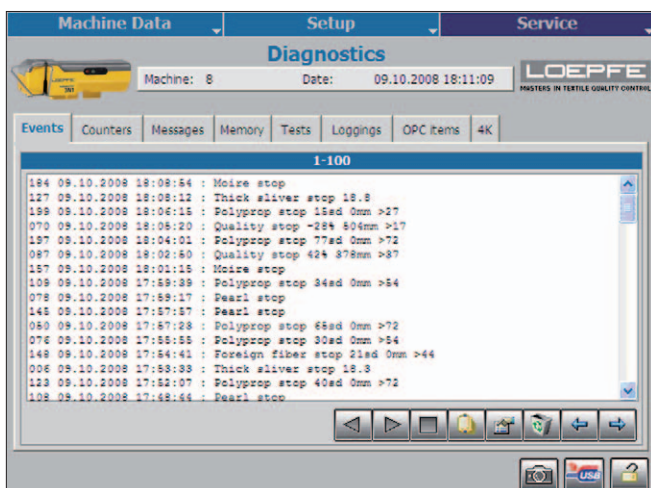 Machine Data Setup Service
Diagnostics
LOEPFE
Machine: 8 Date: 09.10.2008 18:11:09
LOEPFE
MASTERS IN TEXTILE QUALITY CONTROL
Events Counters Messages Memory Tests Loggings OPC items 4K
1-100
184 09.10.2008 18:08:54 : Moire stop
127 09.10.2008 18:08:12 : Thick sliver stop 18.8
199 09.10.2008 18:06:15 : Polyprop stop 15sd 0mm >27
070 09.10.2008 18:05:20 : Quality stop -28% 504mm >17
197 09.10.2008 18:04:01 : Polyprop stop 77sd 0mm >72
087 09.10.2008 18:02:50 : Quality stop 42% 378mm >37
157 09.10.2008 18:01:15 : Moire stop
109 09.10.2008 17:59:39 : Polyprop stop 34sd 0mm >54
078 09.10.2008 17:59:17 : Pearl stop
145 09.10.2008 17:57:57 : Pearl stop
050 09.10.2008 17:57:28 : Polyprop stop 65sd 0mm >72
076 09.10.2008 17:55:55 : Polyprop stop 30sd 0mm >54
148 09.10.2008 17:54:41 : Foreign fiber stop 21sd 0mm >44
006 09.10.2008 17:53:33 : Thick sliver stop 18.3
123 09.10.2008 17:52:07 : Polyprop stop 40sd 0mm >72
108 09.10.2008 17:48:44 : Pearl stop
USB